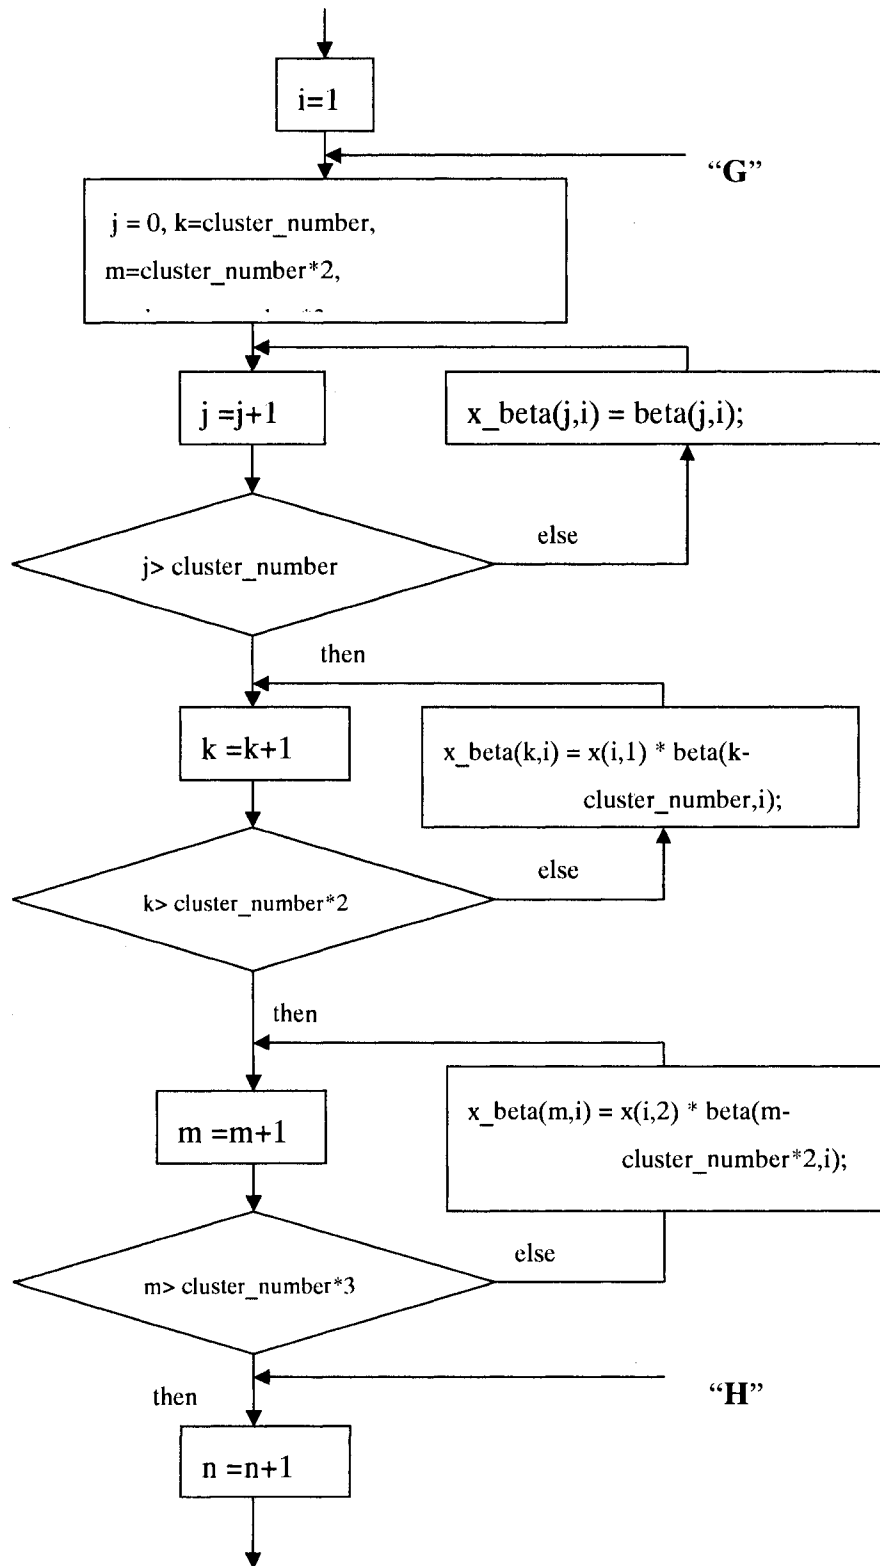 i=1
“G”
j = 0, k=cluster_number,
m=cluster_number*2,
j =j+1
x_beta(j,i) = beta(j,i);
else
j> cluster_number
then
k =k+1
x_beta(k,i) = x(i,1) * beta(k-
cluster_number,i);
else
k> cluster_number*2
then
m =m+1
x_beta(m,i) = x(i,2) * beta(m-
cluster_number*2,i);
else
m> cluster_number*3
then
“H”
n =n+1